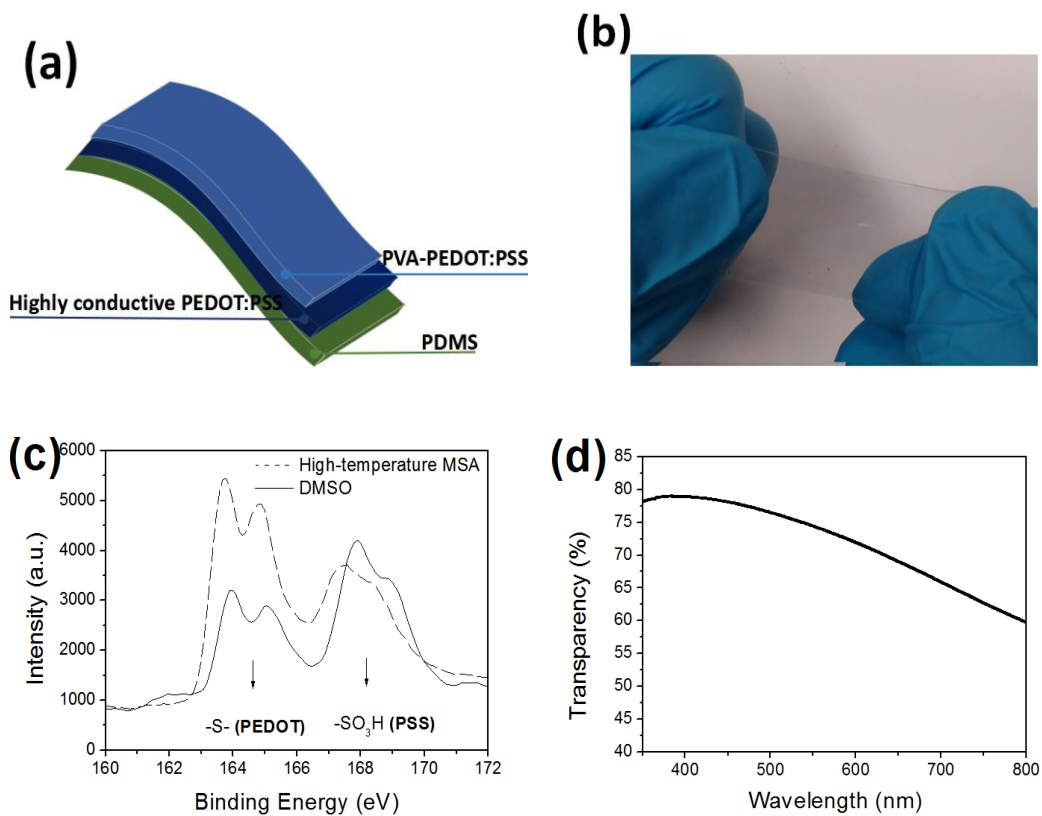 (a)
PVA-PEDOT:PSS
Highly conductive PEDOT:PSS
PDMS
(b)
(c)
6000
5000
4000
3000
2000
1000
0
Intensity (a.u.)
High-temperature MSA
DMSO
-S- (PEDOT)
-SO₃H (PSS)
160 162 164 166 168 170 172
Binding Energy (eV)
(d)
85
80
75
70
65
60
55
50
45
40
Transparency (%)
400 500 600 700 800
Wavelength (nm)